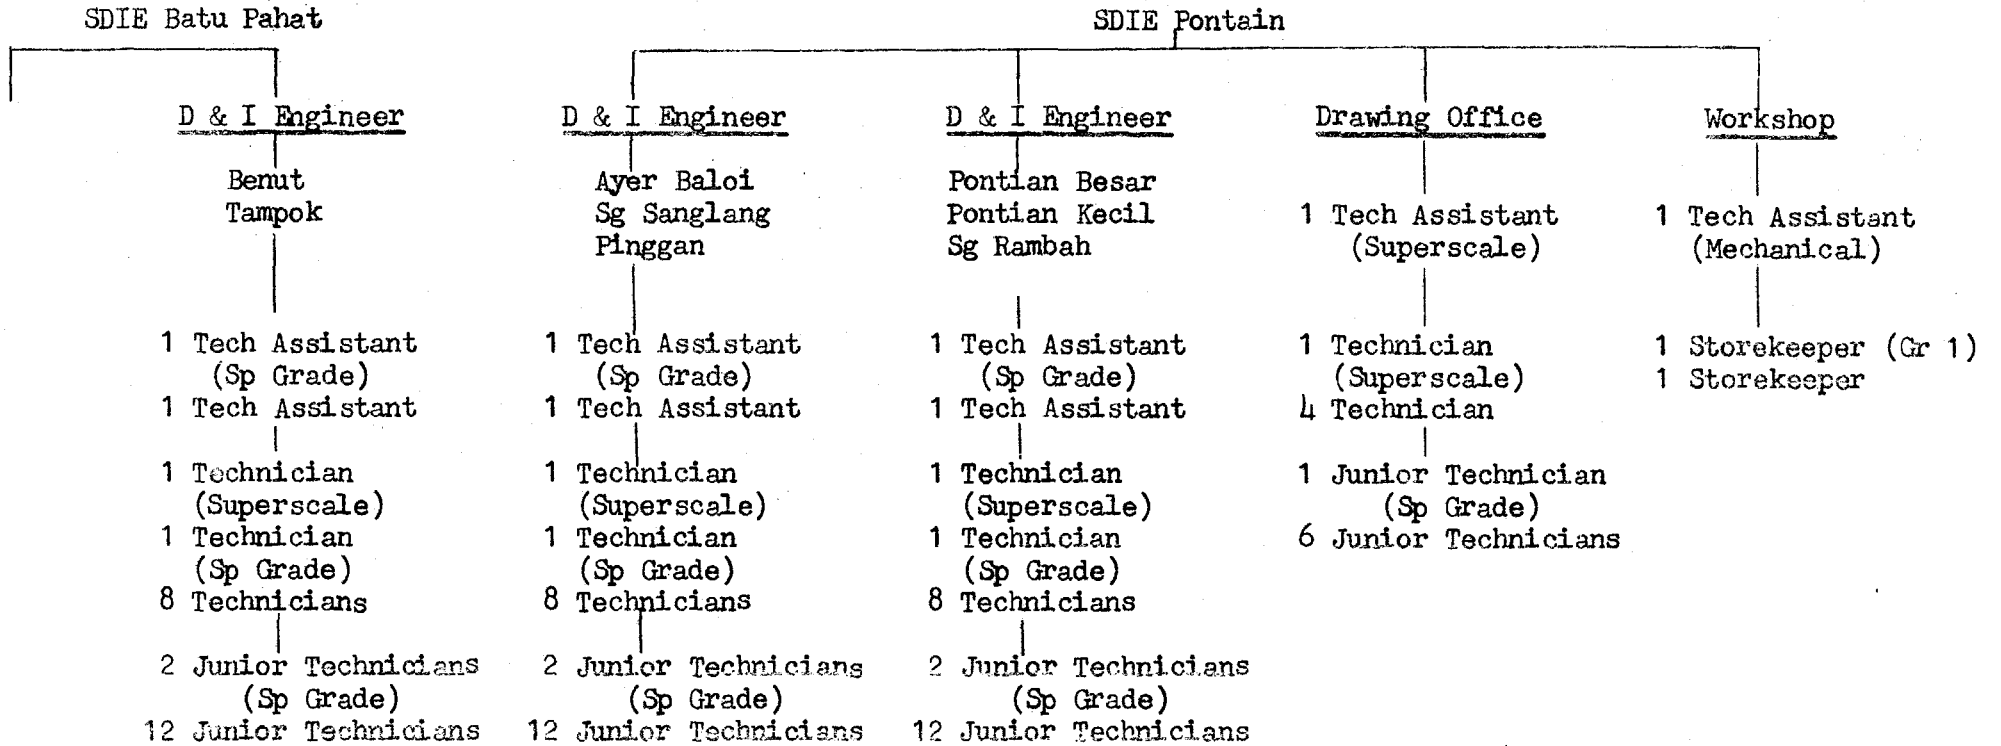 SDIE Batu Pahat
SDIE Pontain
D & I Engineer
Benut
Tampok
1 Tech Assistant
(Sp Grade)
1 Tech Assistant
1 Technician
(Superscale)
1 Technician
(Sp Grade)
8 Technicians
2 Junior Technicians
(Sp Grade)
12 Junior Technicians
D & I Engineer
Ayer Baloi
Sg Sanglang
Pinggan
1 Tech Assistant
(Sp Grade)
1 Tech Assistant
1 Technician
(Superscale)
1 Technician
(Sp Grade)
8 Technicians
2 Junior Technicians
(Sp Grade)
12 Junior Technicians
D & I Engineer
Pontian Besar
Pontian Kecil
Sg Rambah
1 Tech Assistant
(Sp Grade)
1 Tech Assistant
1 Technician
(Superscale)
1 Technician
(Sp Grade)
8 Technicians
2 Junior Technicians
(Sp Grade)
12 Junior Technicians
Drawing Office
1 Tech Assistant
(Superscale)
1 Technician
(Superscale)
4 Technician
1 Junior Technician
(Sp Grade)
6 Junior Technicians
Workshop
1 Tech Assistant
(Mechanical)
1 Storekeeper (Gr 1)
1 Storekeeper